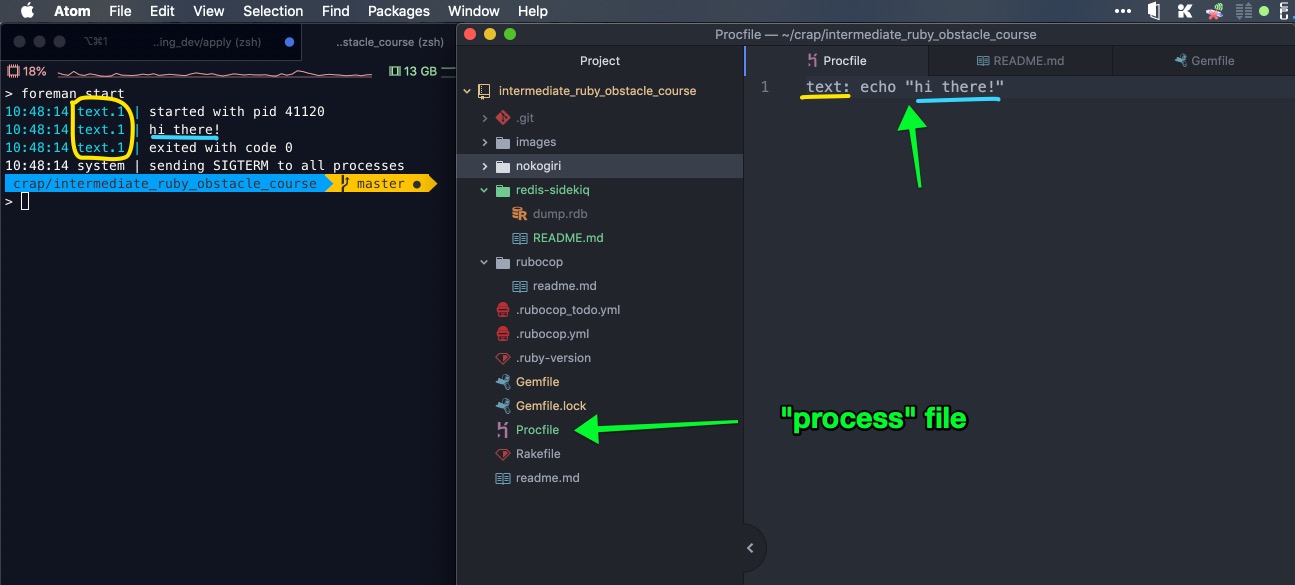 Atom File Edit View Selection Find Packages Window Help
⌥⌘1 ..ing_dev/apply (zsh) ..stacle_course (zsh)
18% 13 GB
> foreman start
10:48:14 text.1 | started with pid 41120
10:48:14 text.1 | hi there!
10:48:14 text.1 | exited with code 0
10:48:14 system | sending SIGTERM to all processes
crap/intermediate_ruby_obstacle_course master ●
>
Procfile — ~/crap/intermediate_ruby_obstacle_course
Project
intermediate_ruby_obstacle_course
.git
images
nokogiri
redis-sidekiq
dump.rdb
README.md
rubocop
readme.md
.rubocop_todo.yml
.rubocop.yml
.ruby-version
Gemfile
Gemfile.lock
Procfile
Rakefile
readme.md
Procfile README.md Gemfile
1 text: echo "hi there!"
"process" file